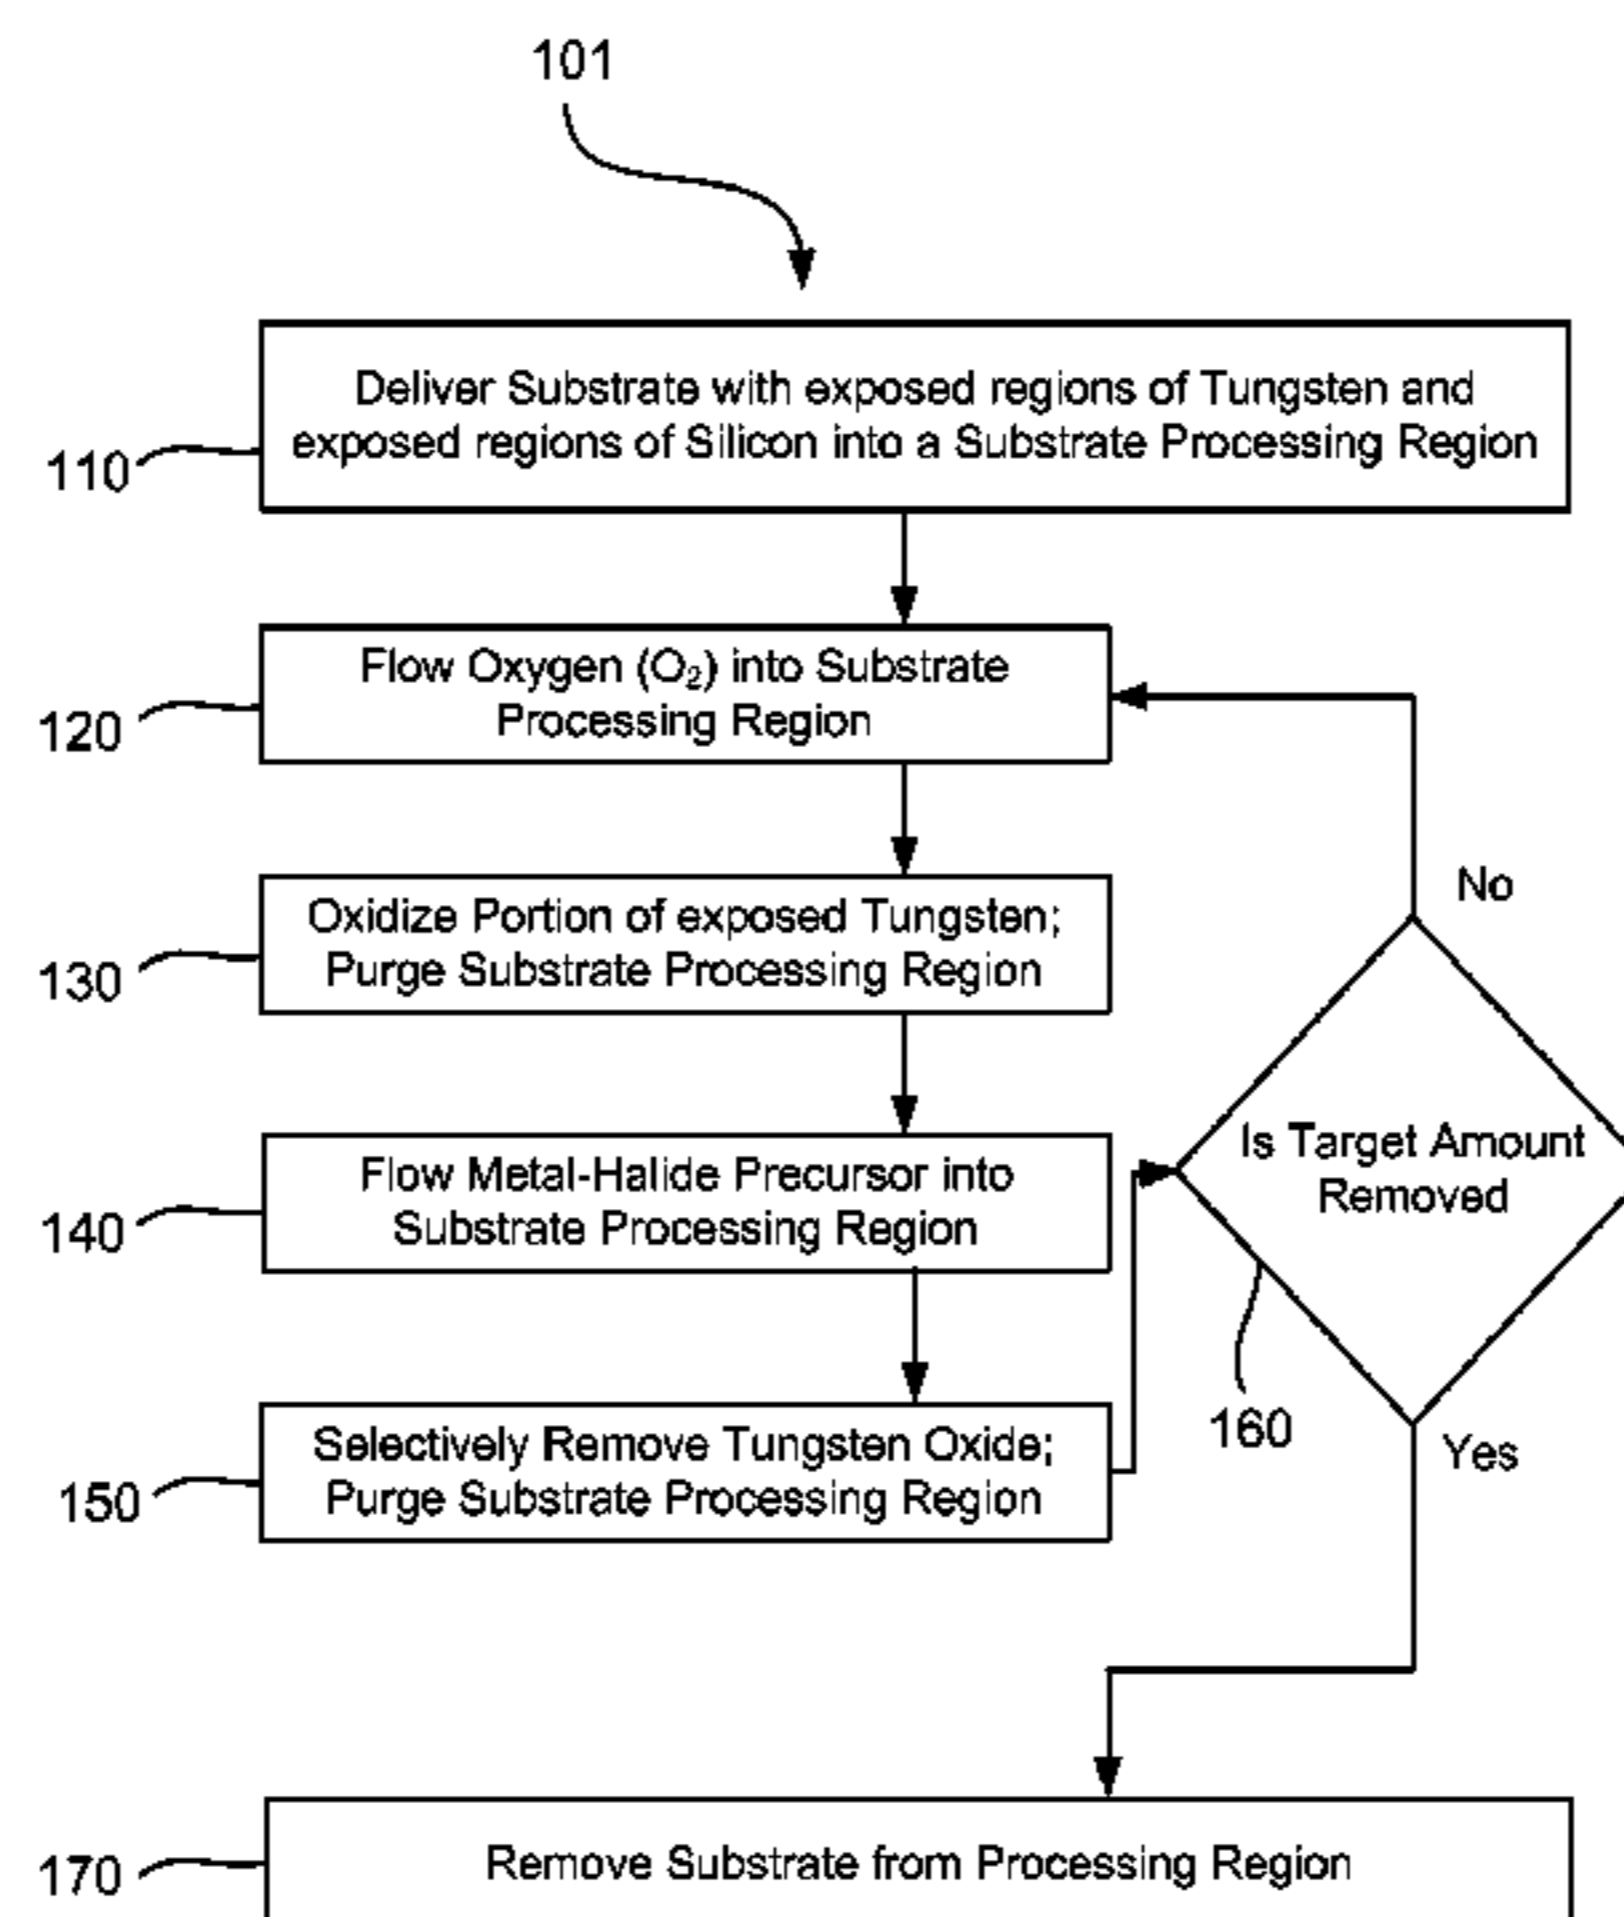 101
Deliver Substrate with exposed regions of Tungsten and
exposed regions of Silicon into a Substrate Processing Region
110
Flow Oxygen (O₂) into Substrate
Processing Region
120
Oxidize Portion of exposed Tungsten;
Purge Substrate Processing Region
130
No
Flow Metal-Halide Precursor into
Substrate Processing Region
140
Is Target Amount
Removed
160
Yes
Selectively Remove Tungsten Oxide;
Purge Substrate Processing Region
150
Remove Substrate from Processing Region
170